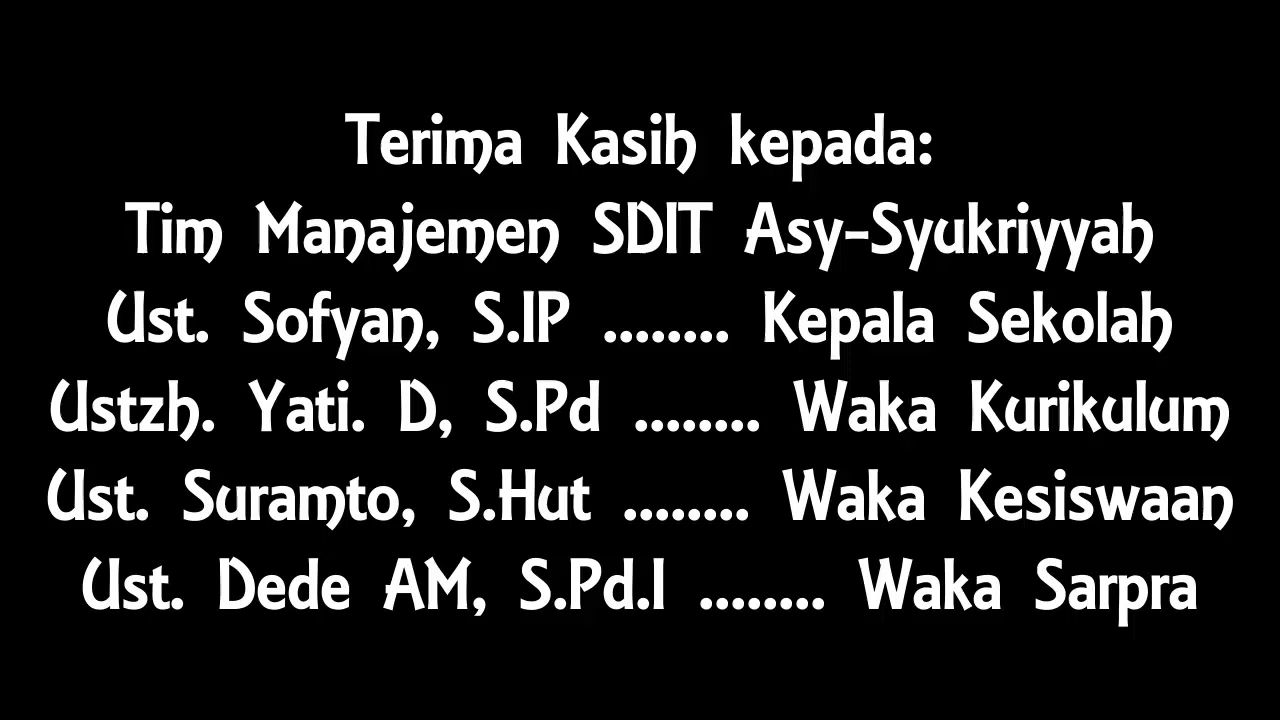 Terima Kasih kepada:
Tim Manajemen SDIT Asy-Syukriyyah
Ust. Sofyan, S.IP ........ Kepala Sekolah
Ustzh. Yati. D, S.Pd ........ Waka Kurikulum
Ust. Suramto, S.Hut ........ Waka Kesiswaan
Ust. Dede AM, S.Pd.I ........ Waka Sarpra